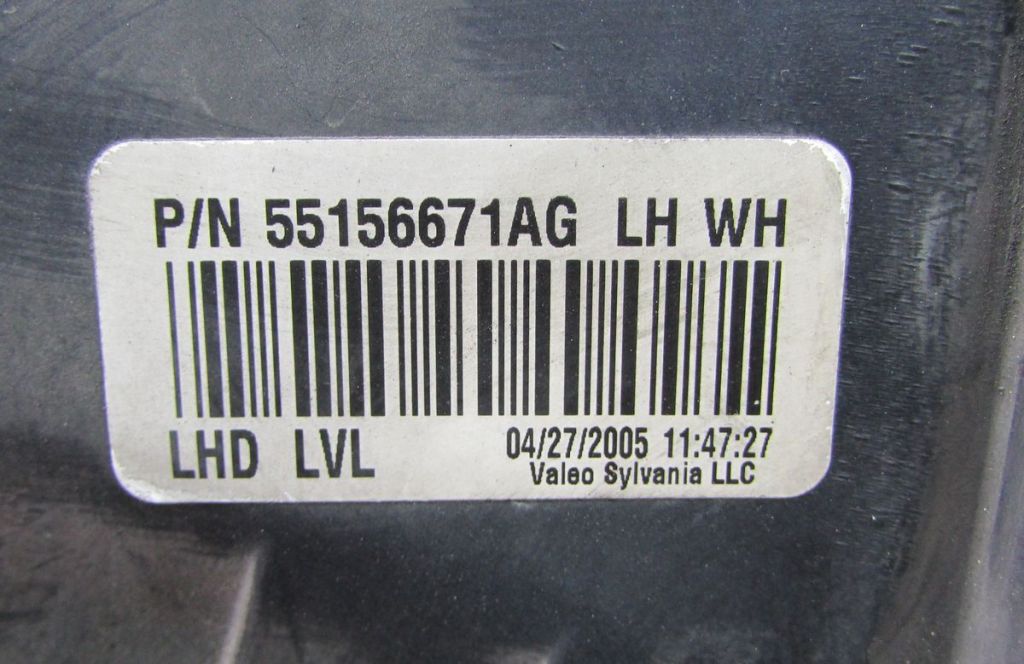 P/N 55156671AG LH WH
LHD LVL
04/27/2005 11:47:27
Valeo Sylvania LLC